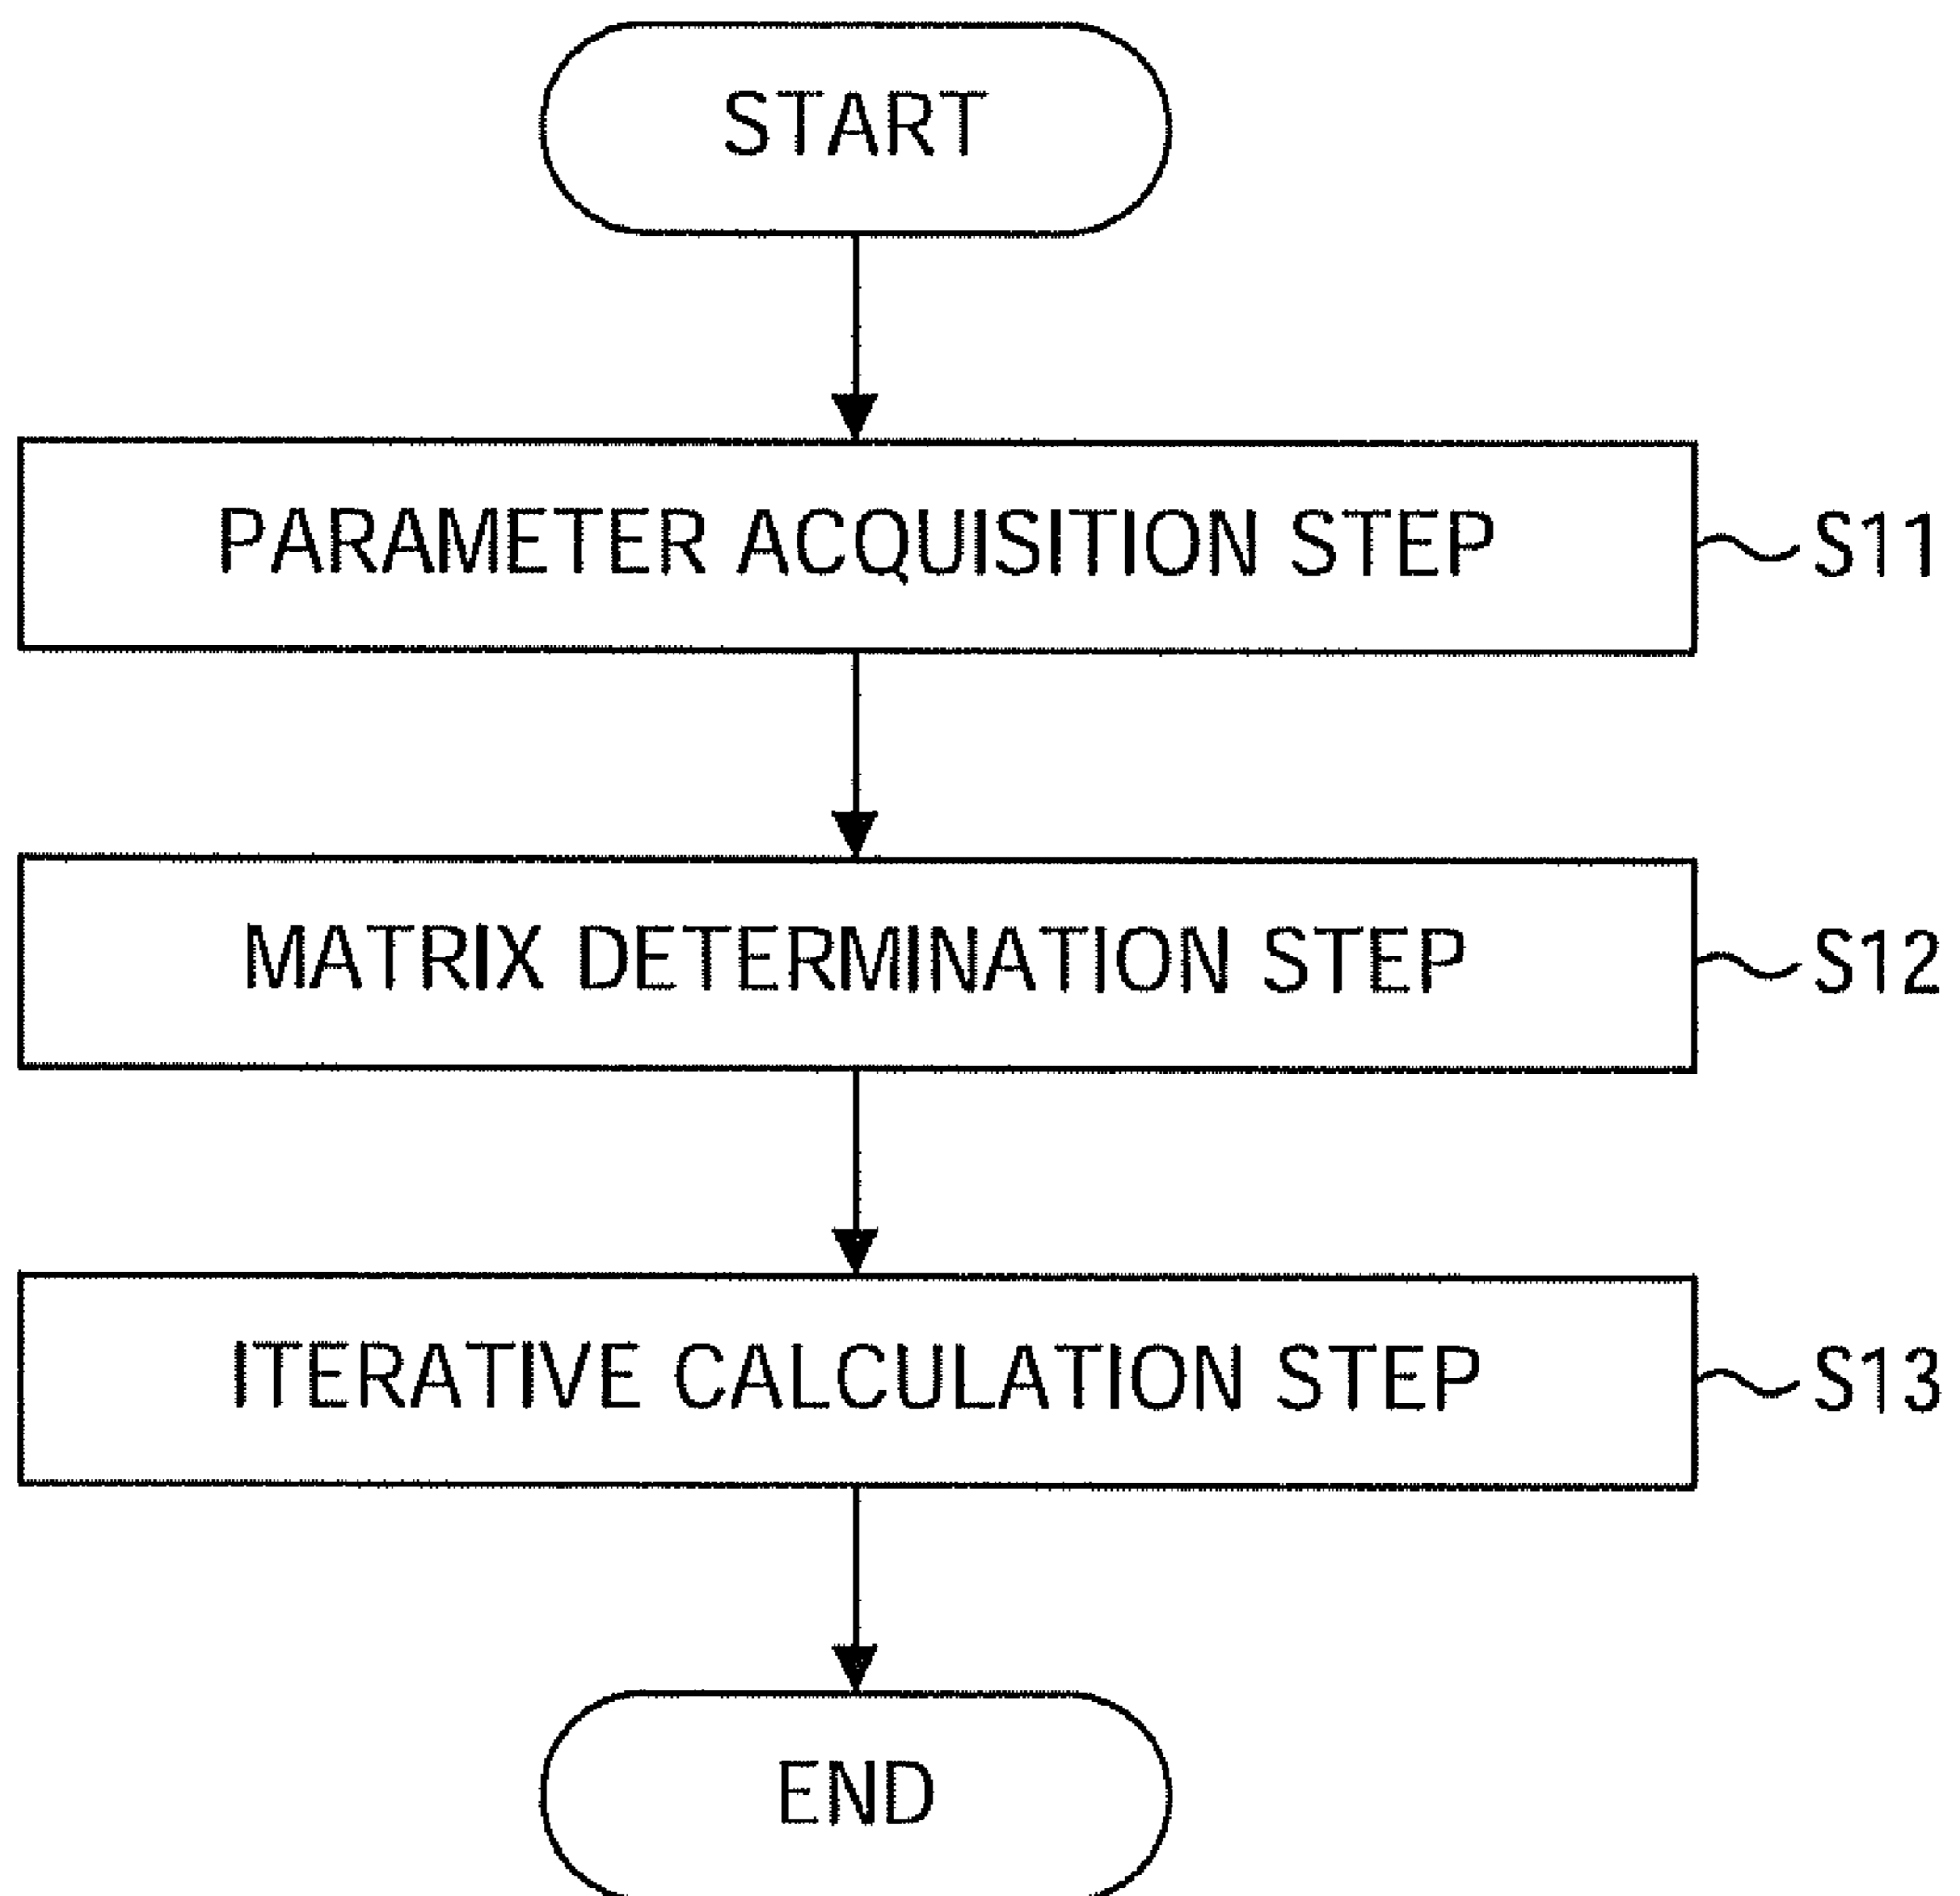 START
PARAMETER ACQUISITION STEP S11
MATRIX DETERMINATION STEP S12
ITERATIVE CALCULATION STEP S13
END